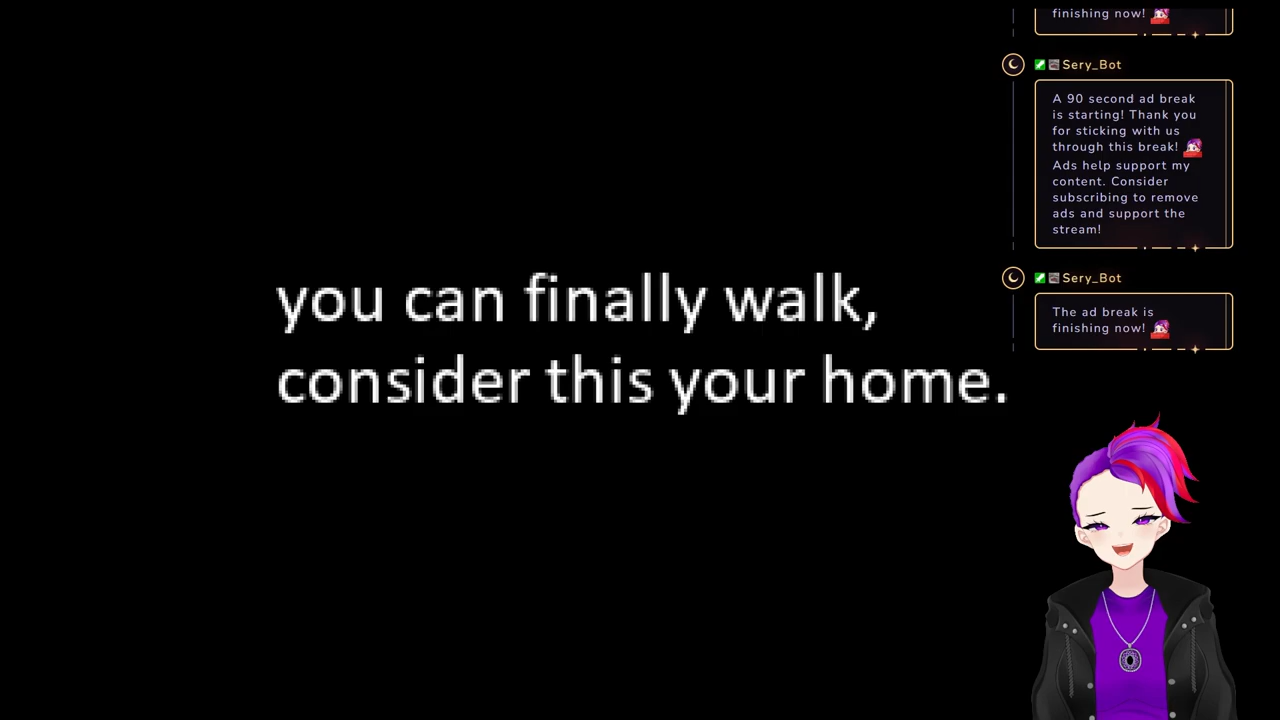 you can finally walk,
consider this your home.
finishing now!
Sery_Bot
A 90 second ad break
is starting! Thank you
for sticking with us
through this break!
Ads help support my
content. Consider
subscribing to remove
ads and support the
stream!
Sery_Bot
The ad break is
finishing now!